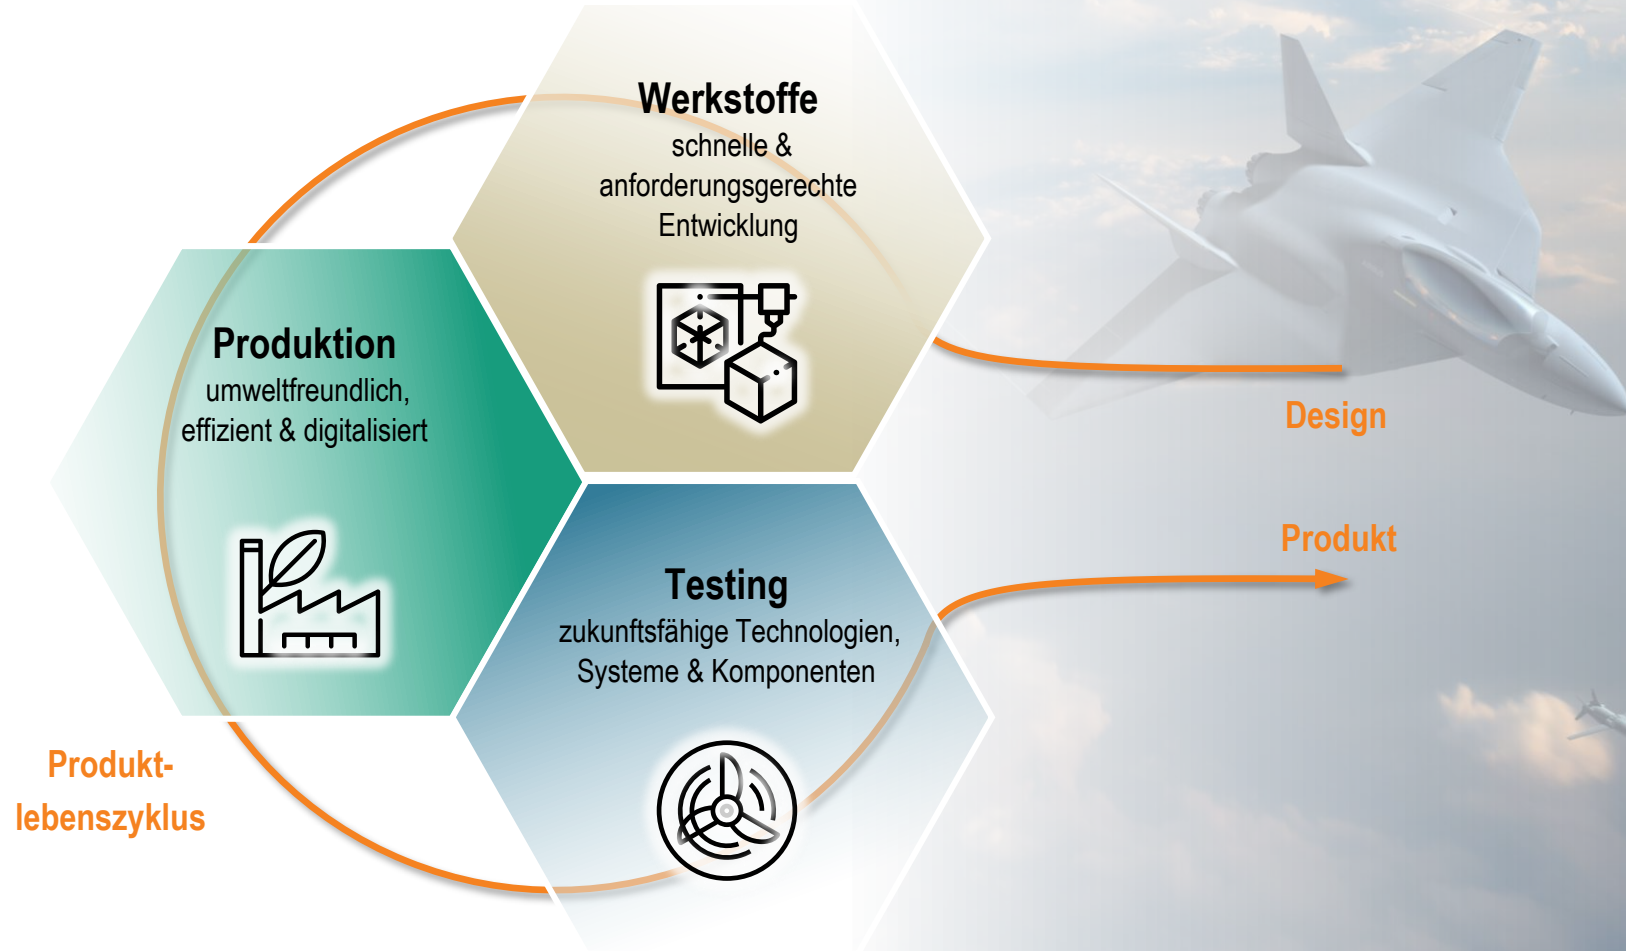 Werkstoffe
schnelle &
anforderungsgerechte
Entwicklung
Produktion
umweltfreundlich,
effizient & digitalisiert
Design
Produkt
Testing
zukunftsfähige Technologien,
Systeme & Komponenten
Produkt-
lebenszyklus